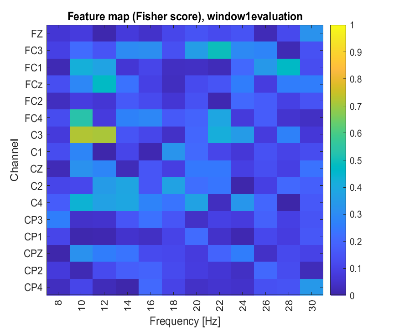 Feature map (Fisher score), window1evaluation
Channel
FZ
FC3
FC1
FCz
FC2
FC4
C3
C1
CZ
C2
C4
CP3
CP1
CPZ
CP2
CP4
8 10 12 14 16 18 20 22 24 26 28 30
Frequency [Hz]
1
0.9
0.8
0.7
0.6
0.5
0.4
0.3
0.2
0.1
0